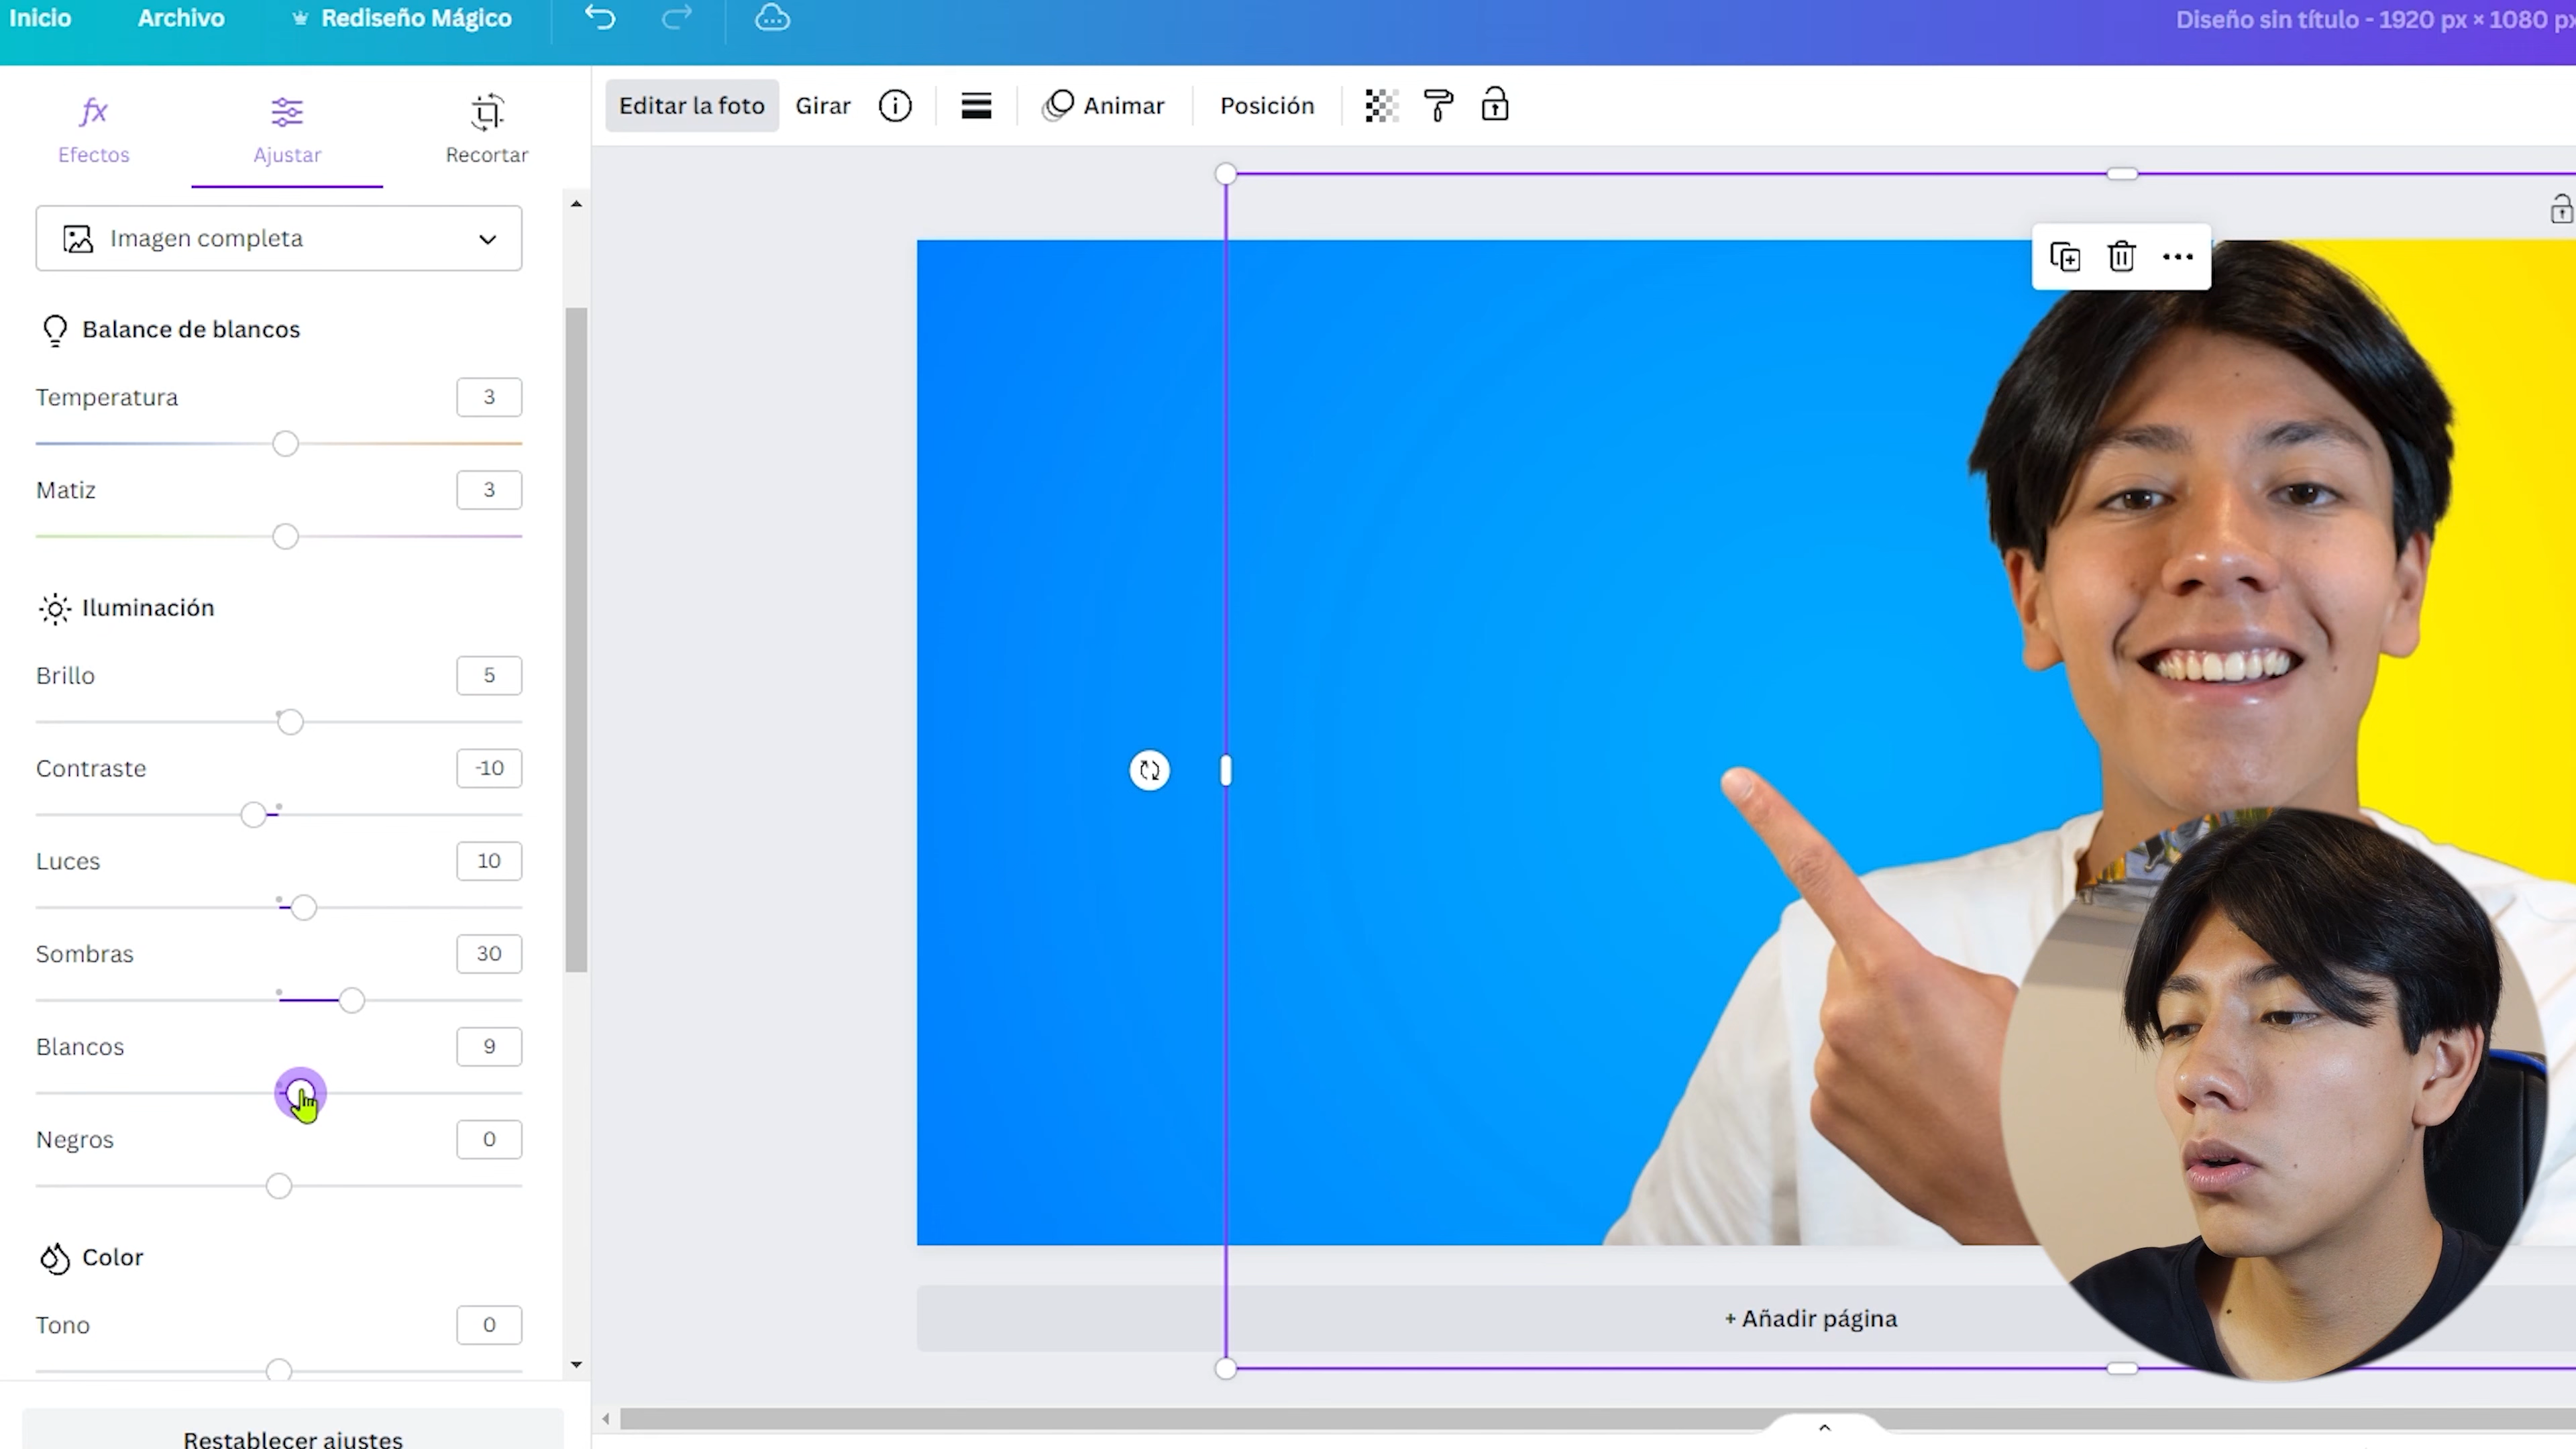 Inicio
Archivo
Rediseño Mágico
Diseño sin título - 1920 px × 1080 px
fx
Efectos
Ajustar
Recortar
Editar la foto
Girar
Animar
Posición
Imagen completa
Balance de blancos
Temperatura
3
Matiz
3
Iluminación
Brillo
5
Contraste
-10
Luces
10
Sombras
30
Blancos
9
Negros
0
Color
Tono
0
Restablecer ajustes
+ Añadir página